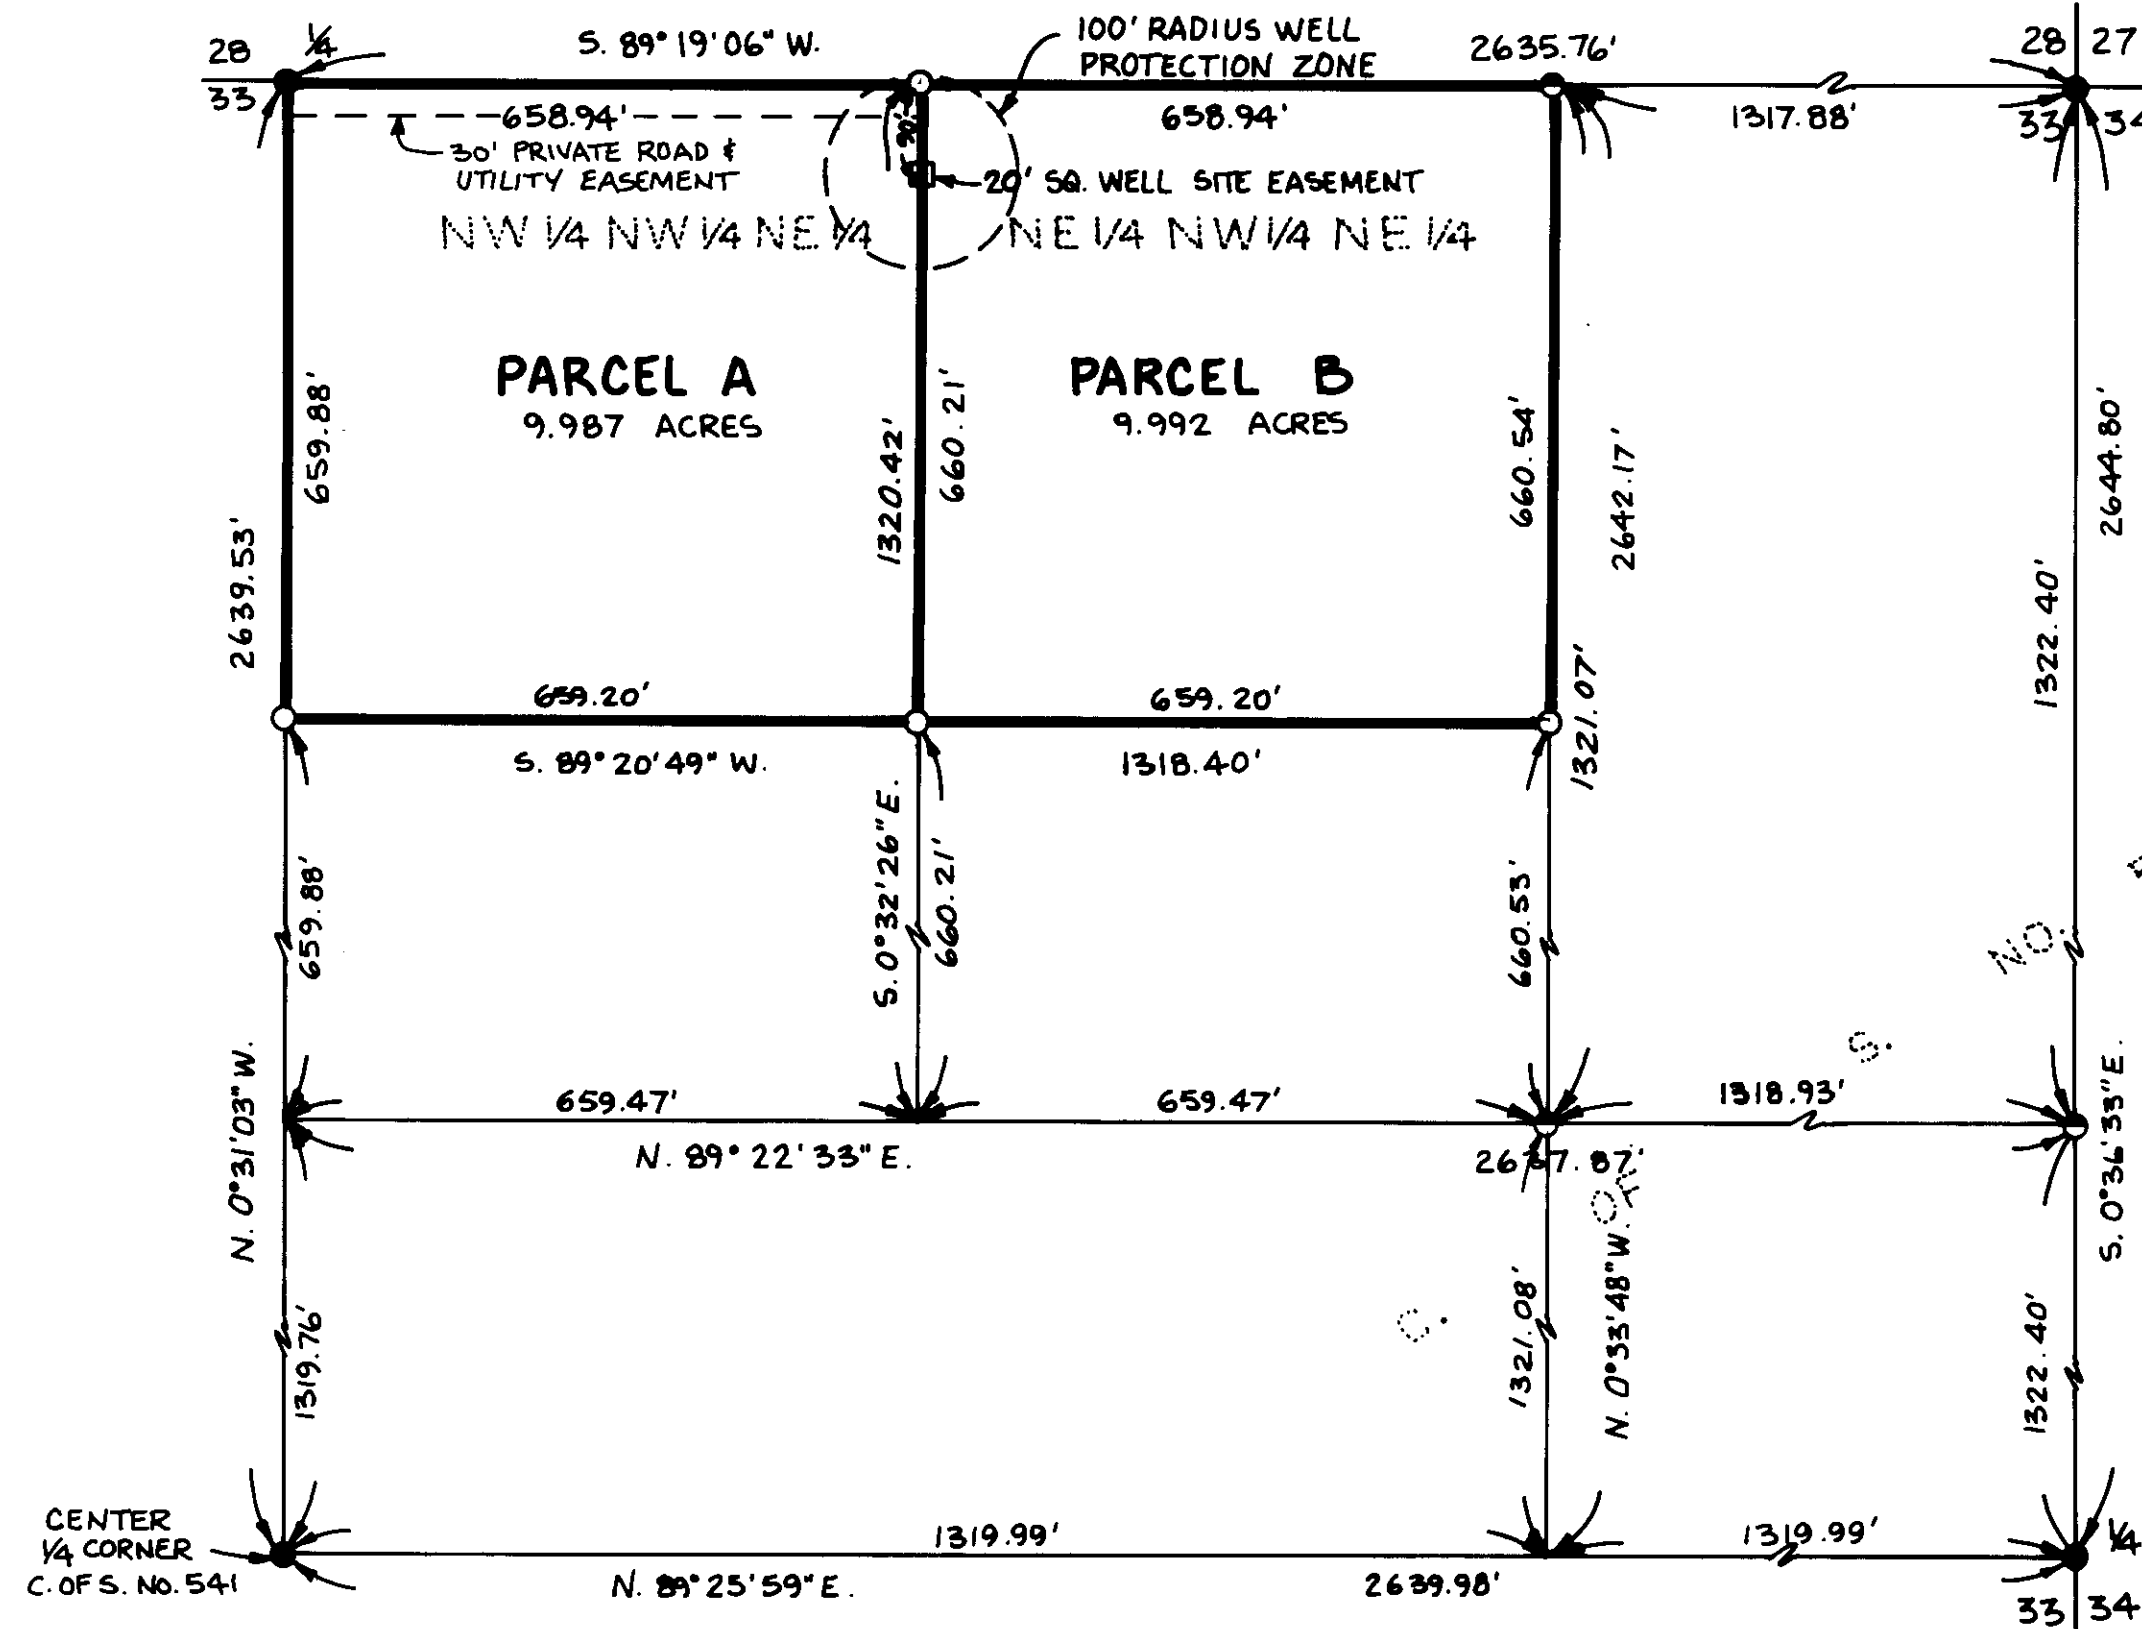 28
1/4
33
S. 89° 19' 06" W.
100' RADIUS WELL
PROTECTION ZONE
2635.76'
28 27
33 34
658.94'
658.94'
1317.88'
30' PRIVATE ROAD &
UTILITY EASEMENT
90'
20' SQ. WELL SITE EASEMENT
NW 1/4 NW 1/4 NE 1/4
NE 1/4 NW 1/4 NE 1/4
PARCEL A
9.987 ACRES
PARCEL B
9.992 ACRES
659.88'
2639.53'
1320.42'
660.21'
660.54'
2642.17'
2644.80'
1322.40'
659.20'
659.20'
1321.07'
S. 89° 20' 49" W.
1318.40'
659.88'
S. 0° 32' 26" E.
660.21'
660.53'
NO.
S.
N. 0° 31' 03" W.
659.47'
659.47'
1318.93'
S. 0° 36' 33" E.
N. 89° 22' 33" E.
2637.87'
OF
C.
1319.76'
1321.08'
N. 0° 33' 48" W.
1322.40'
CENTER
1/4 CORNER
C. OF S. NO. 541
1319.99'
1319.99'
1/4
N. 89° 25' 59" E.
2639.98'
33 34